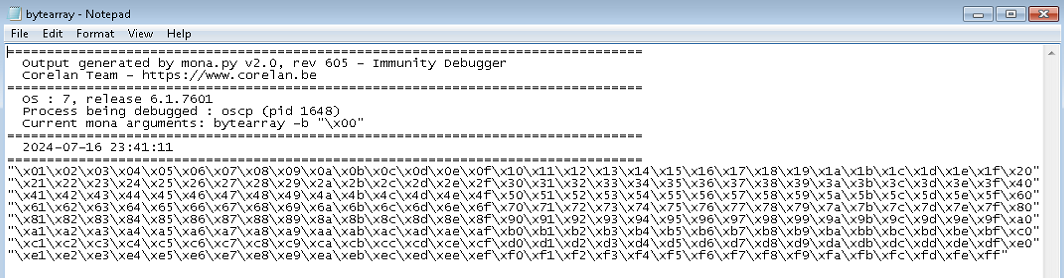 bytearray - Notepad
File Edit Format View Help
================================================================================
Output generated by mona.py v2.0, rev 605 - Immunity Debugger
Corelan Team - https://www.corelan.be
================================================================================
OS : 7, release 6.1.7601
Process being debugged : oscp (pid 1648)
Current mona arguments: bytearray -b "\x00"
================================================================================
2024-07-16 23:41:11
================================================================================
"\x01\x02\x03\x04\x05\x06\x07\x08\x09\x0a\x0b\x0c\x0d\x0e\x0f\x10\x11\x12\x13\x14\x15\x16\x17\x18\x19\x1a\x1b\x1c\x1d\x1e\x1f\x20"
"\x21\x22\x23\x24\x25\x26\x27\x28\x29\x2a\x2b\x2c\x2d\x2e\x2f\x30\x31\x32\x33\x34\x35\x36\x37\x38\x39\x3a\x3b\x3c\x3d\x3e\x3f\x40"
"\x41\x42\x43\x44\x45\x46\x47\x48\x49\x4a\x4b\x4c\x4d\x4e\x4f\x50\x51\x52\x53\x54\x55\x56\x57\x58\x59\x5a\x5b\x5c\x5d\x5e\x5f\x60"
"\x61\x62\x63\x64\x65\x66\x67\x68\x69\x6a\x6b\x6c\x6d\x6e\x6f\x70\x71\x72\x73\x74\x75\x76\x77\x78\x79\x7a\x7b\x7c\x7d\x7e\x7f\x80"
"\x81\x82\x83\x84\x85\x86\x87\x88\x89\x8a\x8b\x8c\x8d\x8e\x8f\x90\x91\x92\x93\x94\x95\x96\x97\x98\x99\x9a\x9b\x9c\x9d\x9e\x9f\xa0"
"\xa1\xa2\xa3\xa4\xa5\xa6\xa7\xa8\xa9\xaa\xab\xac\xad\xae\xaf\xb0\xb1\xb2\xb3\xb4\xb5\xb6\xb7\xb8\xb9\xba\xbb\xbc\xbd\xbe\xbf\xc0"
"\xc1\xc2\xc3\xc4\xc5\xc6\xc7\xc8\xc9\xca\xcb\xcc\xcd\xce\xcf\xd0\xd1\xd2\xd3\xd4\xd5\xd6\xd7\xd8\xd9\xda\xdb\xdc\xdd\xde\xdf\xe0"
"\xe1\xe2\xe3\xe4\xe5\xe6\xe7\xe8\xe9\xea\xeb\xec\xed\xee\xef\xf0\xf1\xf2\xf3\xf4\xf5\xf6\xf7\xf8\xf9\xfa\xfb\xfc\xfd\xfe\xff"